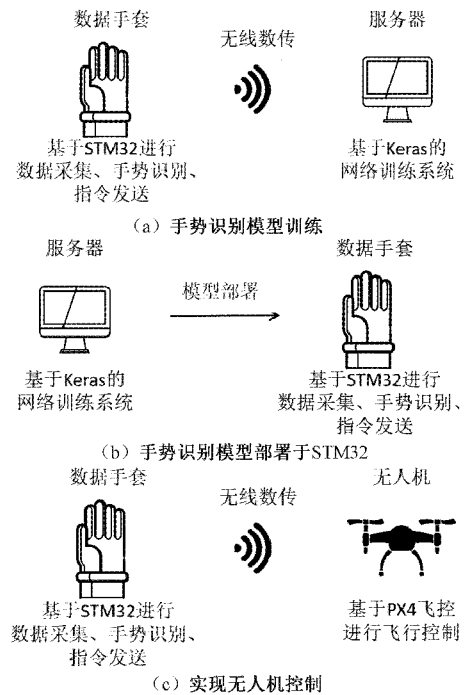 数据手套
无线数传
服务器
基于STM32进行
数据采集、手势识别、
指令发送
基于Keras的
网络训练系统
（a）手势识别模型训练
服务器
模型部署
数据手套
基于Keras的
网络训练系统
基于STM32进行
数据采集、手势识别、
指令发送
（b）手势识别模型部署于STM32
数据手套
无线数传
无人机
基于STM32进行
数据采集、手势识别、
指令发送
基于PX4飞控
进行飞行控制
（c）实现无人机控制